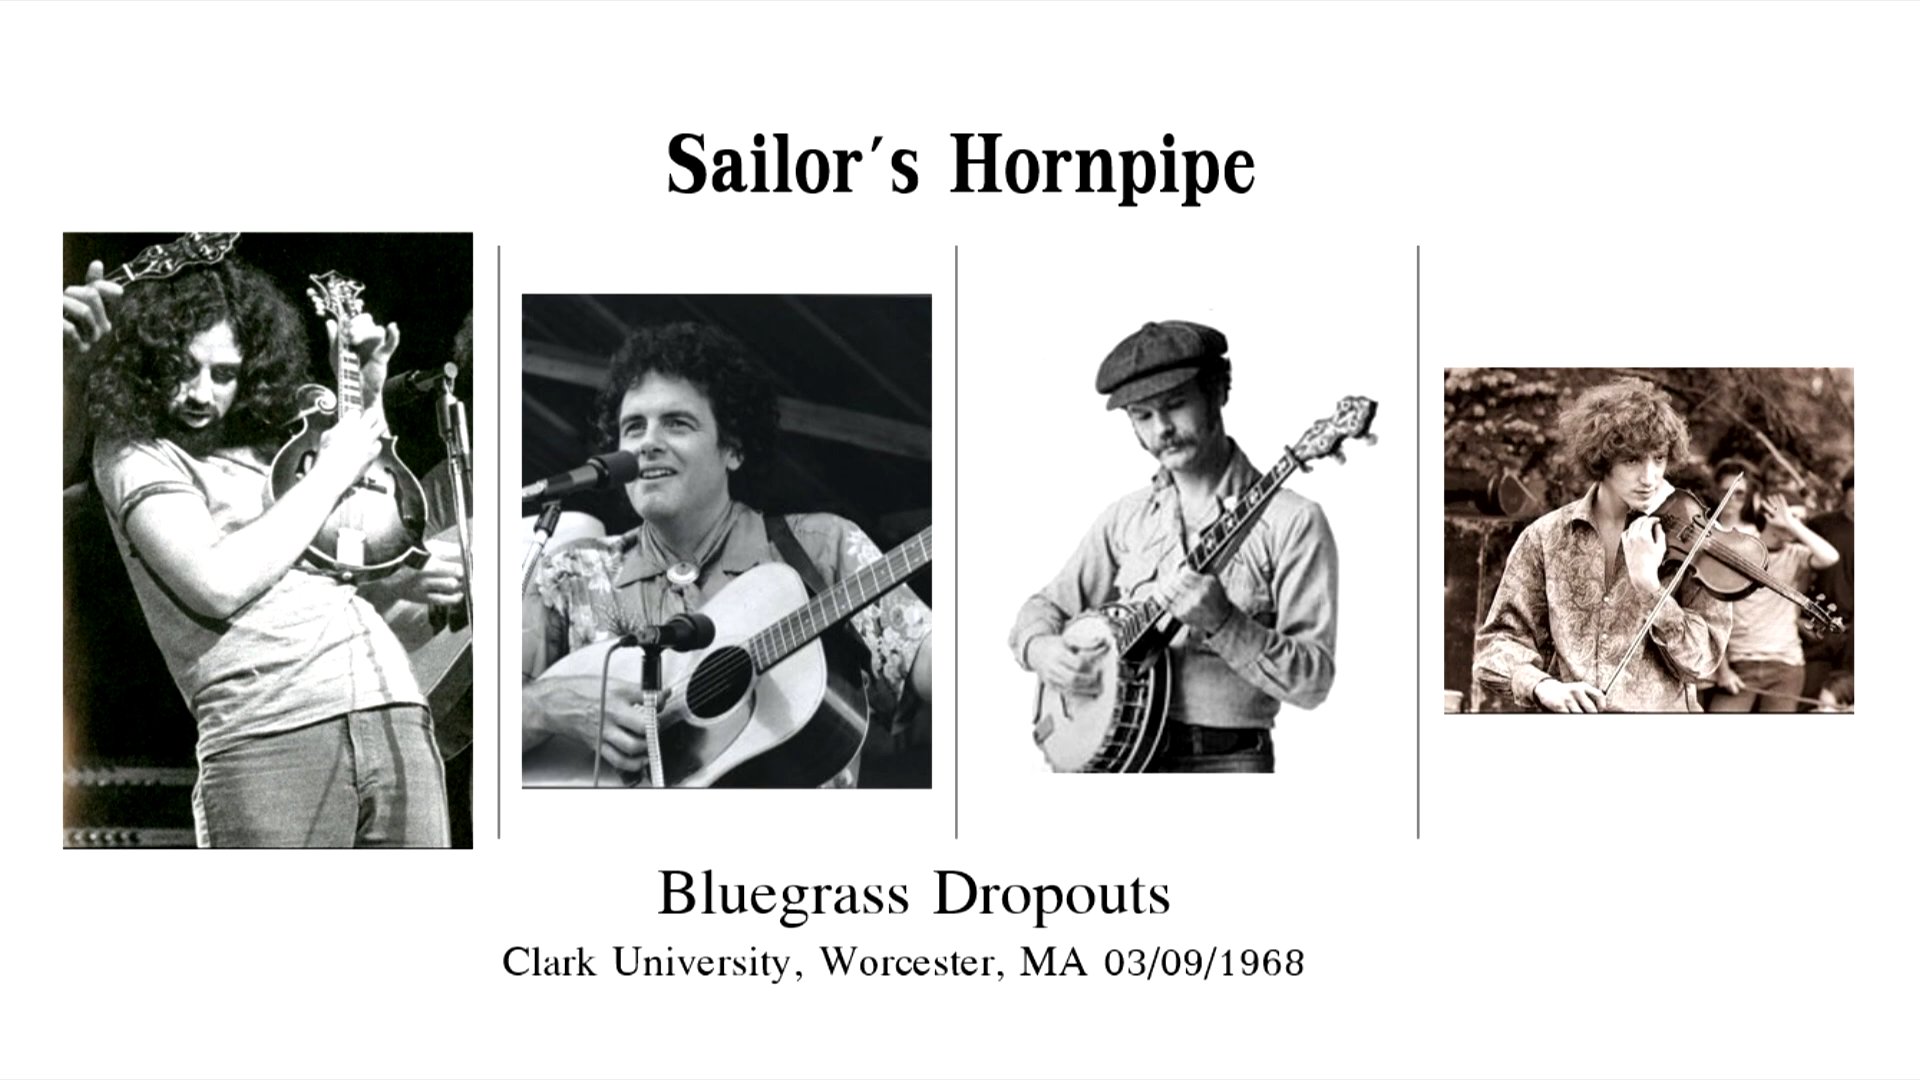 Sailor´s Hornpipe
Bluegrass Dropouts
Clark University, Worcester, MA 03/09/1968